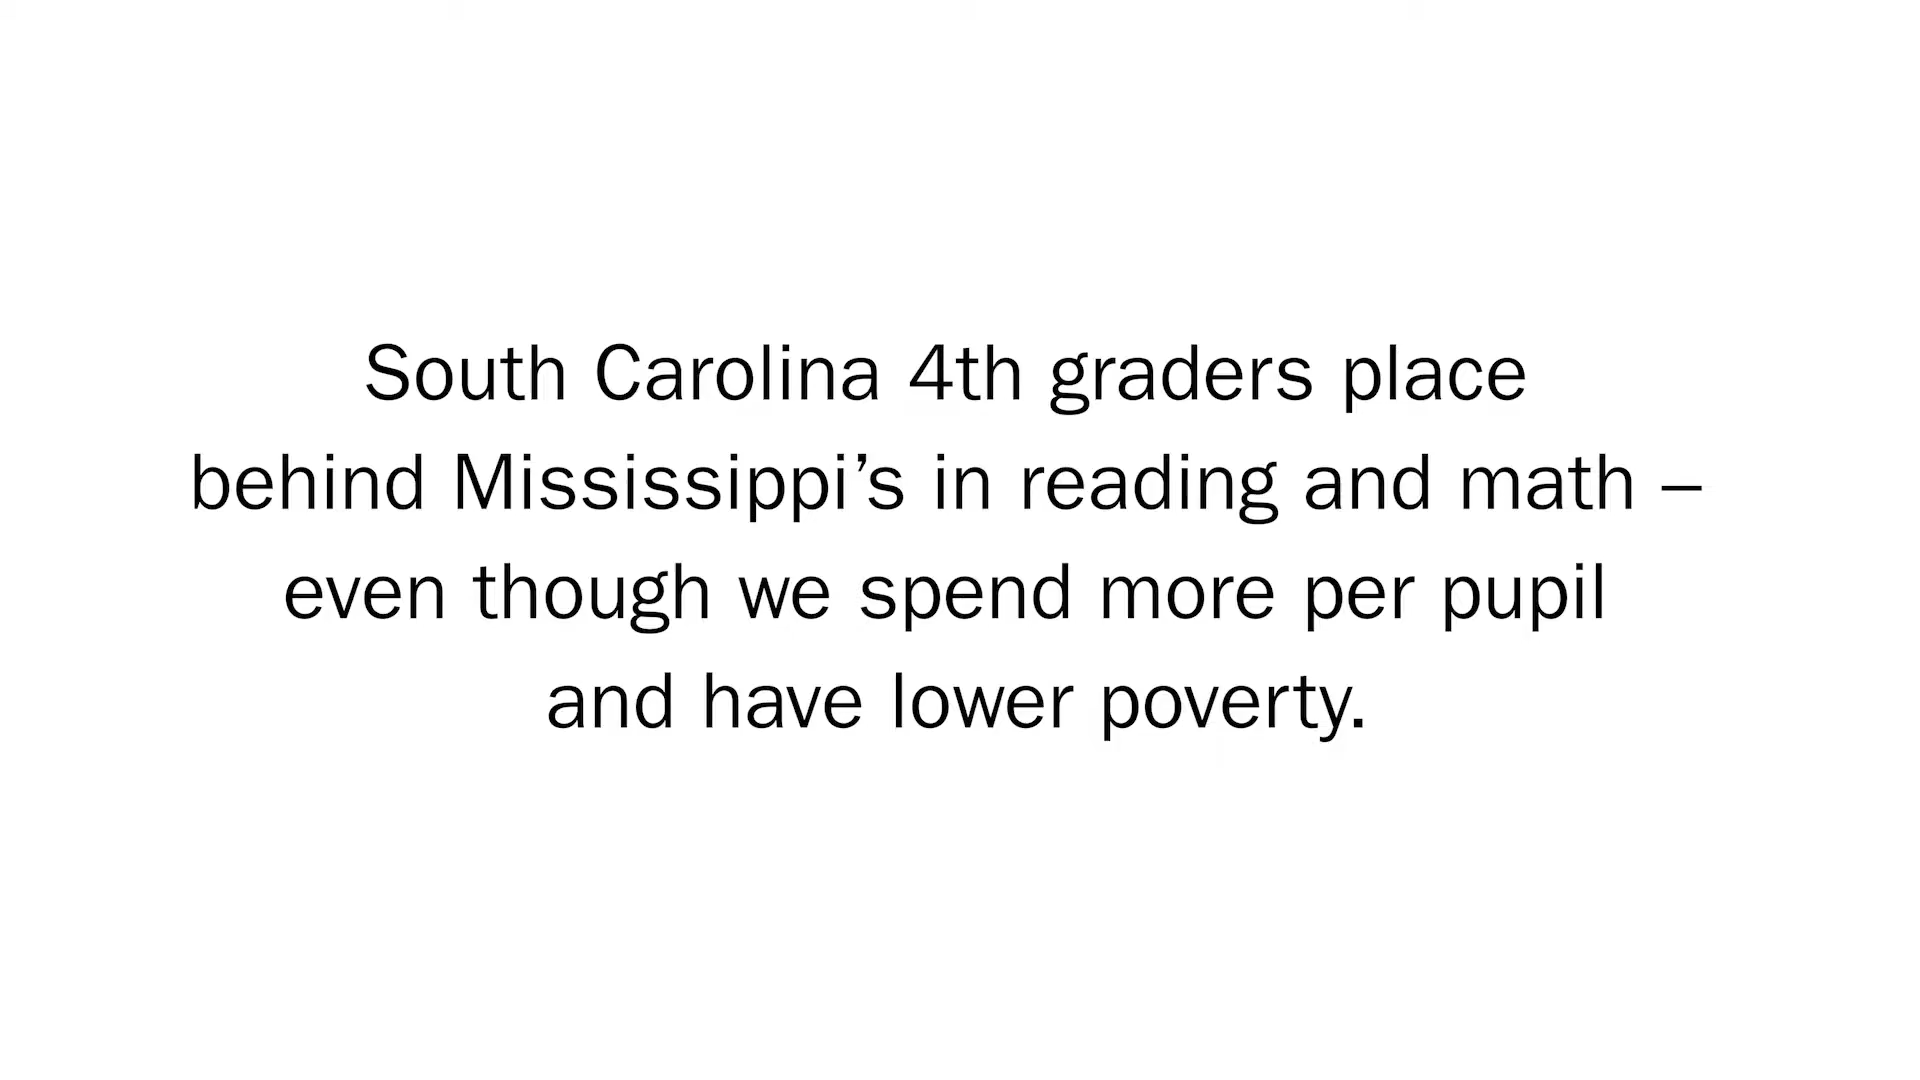 South Carolina 4th graders place
behind Mississippi’s in reading and math –
even though we spend more per pupil
and have lower poverty.